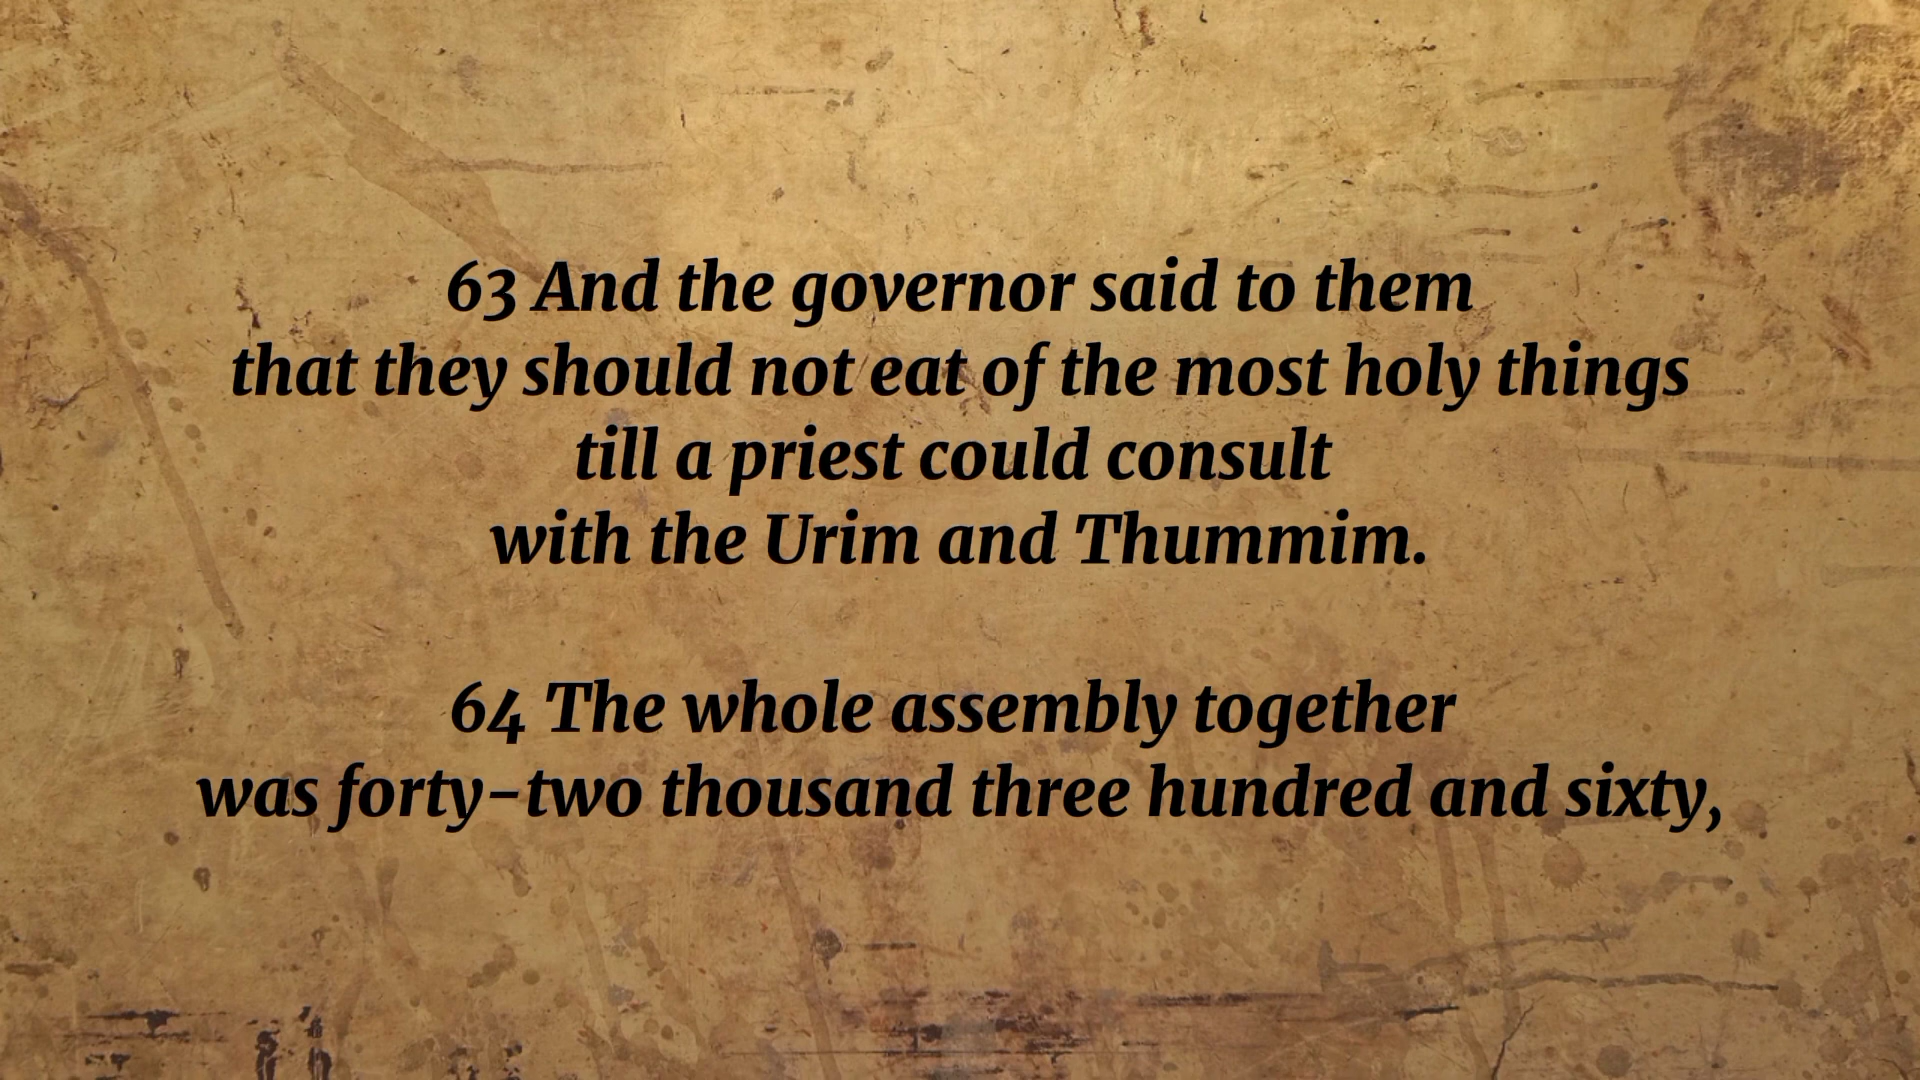 63 And the governor said to them
that they should not eat of the most holy things
till a priest could consult
with the Urim and Thummim.
64 The whole assembly together
was forty-two thousand three hundred and sixty,